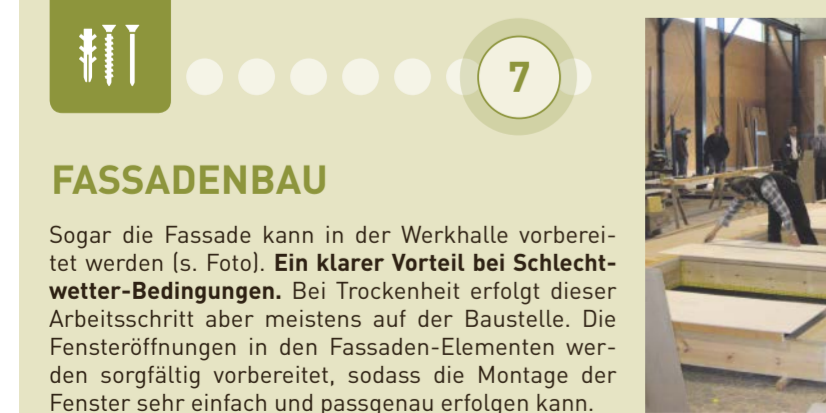 7
FASSADENBAU
Sogar die Fassade kann in der Werkhalle vorberei-
tet werden (s. Foto). Ein klarer Vorteil bei Schlecht-
wetter-Bedingungen. Bei Trockenheit erfolgt dieser
Arbeitsschritt aber meistens auf der Baustelle. Die
Fensteröffnungen in den Fassaden-Elementen wer-
den sorgfältig vorbereitet, sodass die Montage der
Fenster sehr einfach und passgenau erfolgen kann.